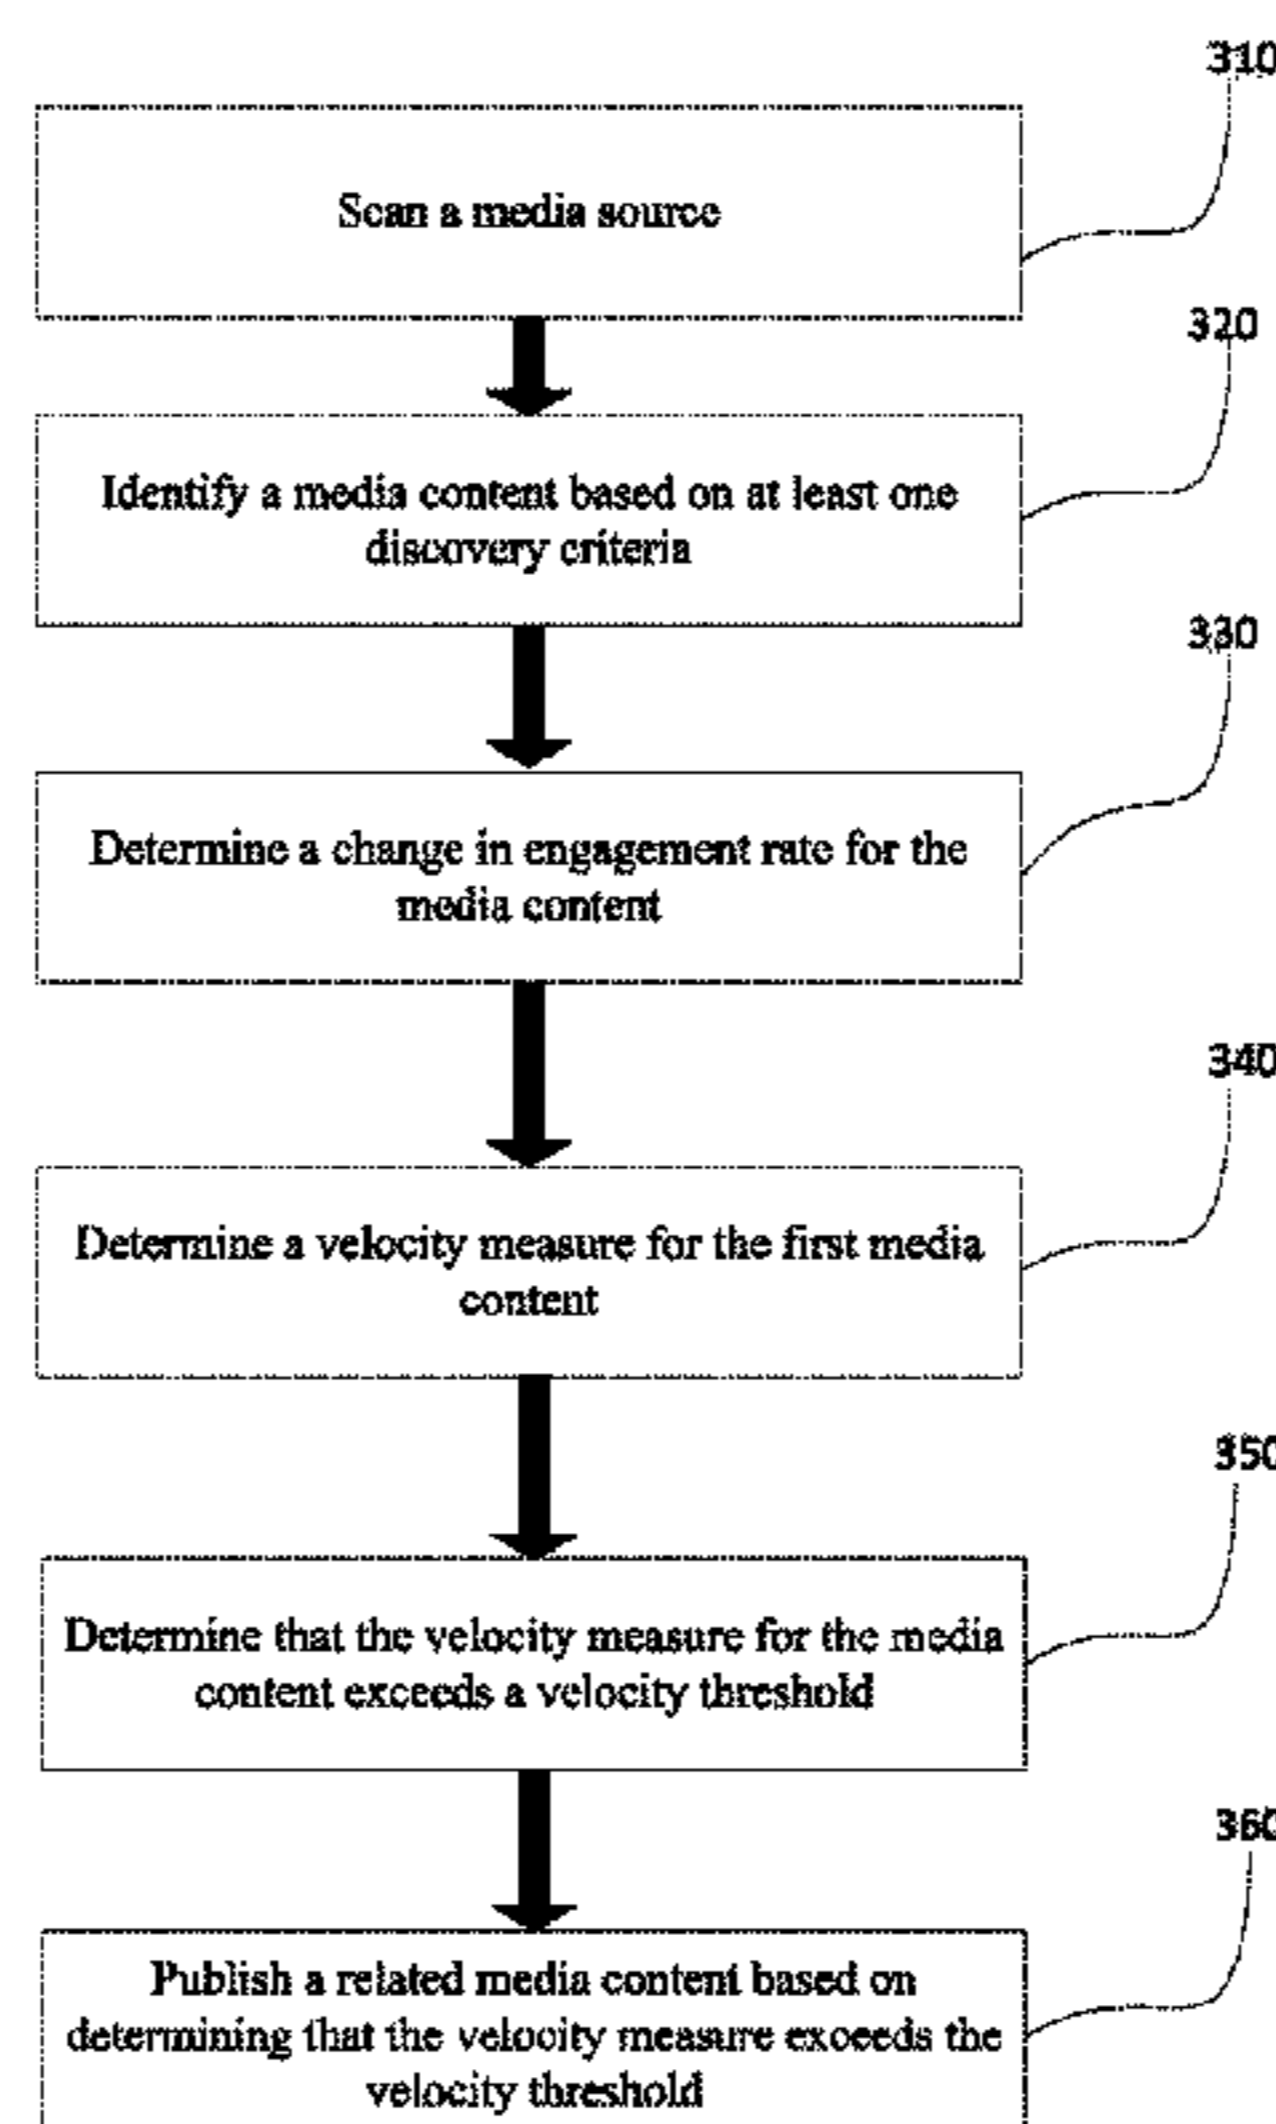 310
Scan a media source
320
Identify a media content based on at least one
discovery criteria
330
Determine a change in engagement rate for the
media content
340
Determine a velocity measure for the first media
content
350
Determine that the velocity measure for the media
content exceeds a velocity threshold
360
Publish a related media content based on
determining that the velocity measure exceeds the
velocity threshold